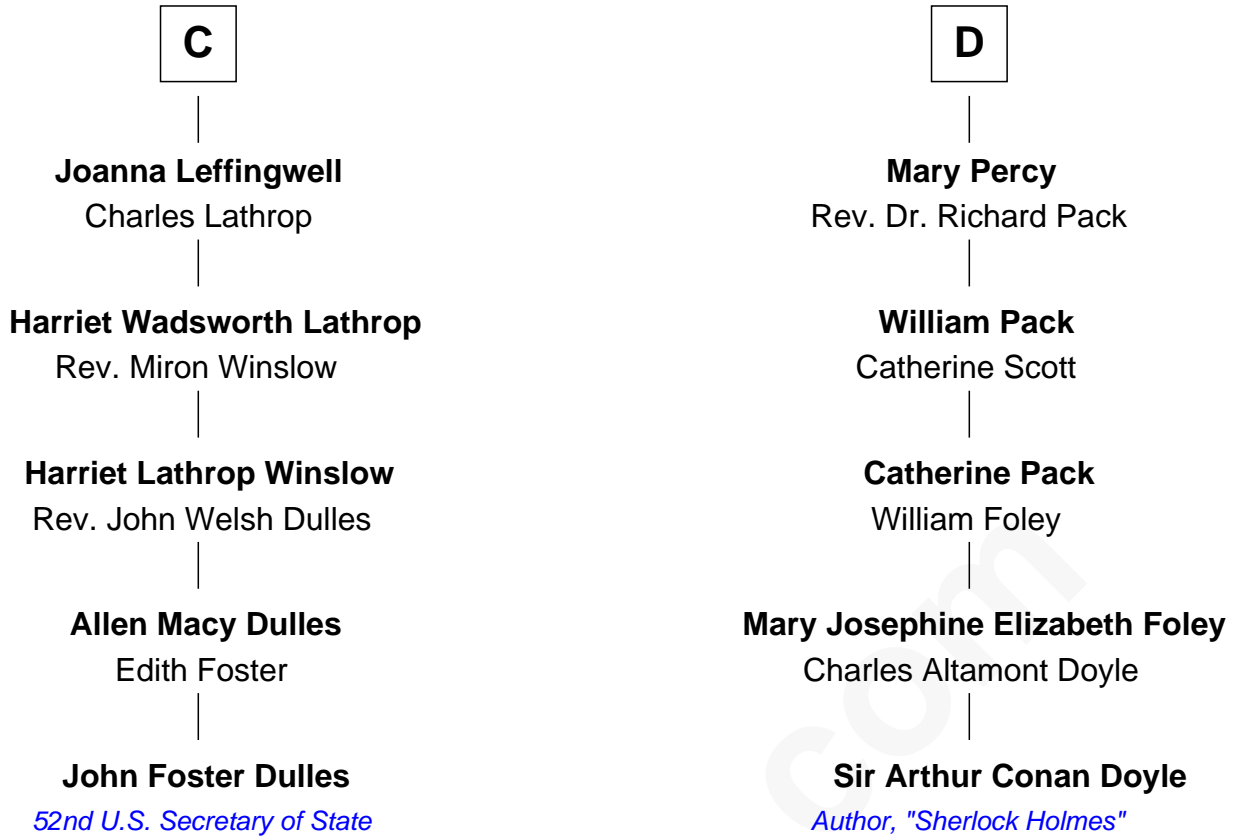 C
Joanna Leffingwell
Charles Lathrop
Harriet Wadsworth Lathrop
Rev. Miron Winslow
Harriet Lathrop Winslow
Rev. John Welsh Dulles
Allen Macy Dulles
Edith Foster
John Foster Dulles
52nd U.S. Secretary of State
D
Mary Percy
Rev. Dr. Richard Pack
William Pack
Catherine Scott
Catherine Pack
William Foley
Mary Josephine Elizabeth Foley
Charles Altamont Doyle
Sir Arthur Conan Doyle
Author, "Sherlock Holmes"
com